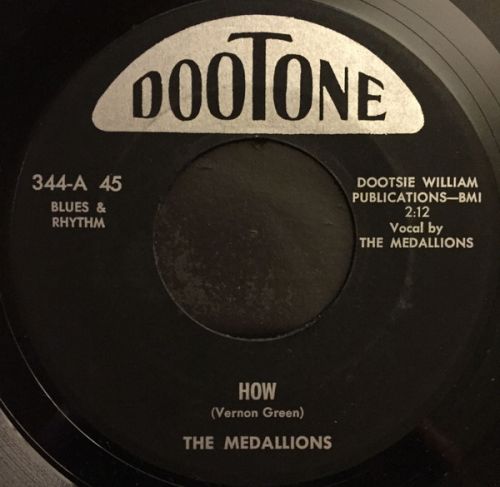 DOOTONE
344-A 45
BLUES &
RHYTHM
DOOTSIE WILLIAM
PUBLICATIONS—BMI
2:12
Vocal by
THE MEDALLIONS
HOW
(Vernon Green)
THE MEDALLIONS